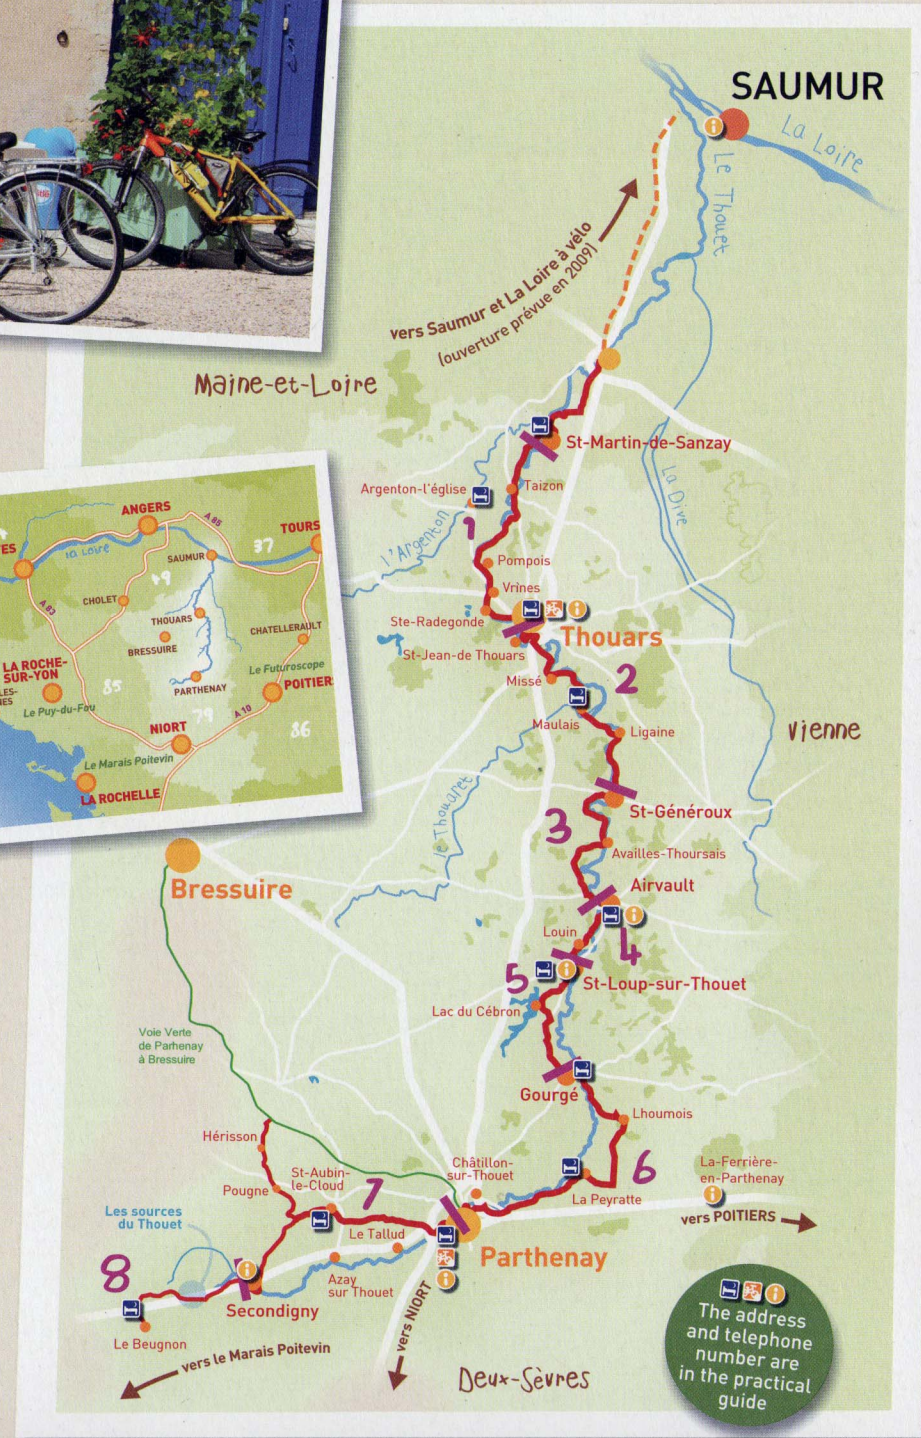 SAUMUR
La Loire
Le Thouet
vers Saumur et La Loire à vélo
(ouverture prévue en 2009)
Maine-et-Loire
St-Martin-de-Sanzay
Argenton-l'église
Taizon
La Dive
1
l'Argenton
Pompois
Vrines
Ste-Radegonde
Thouars
St-Jean-de Thouars
Missé
2
Maulais
Ligaine
Vienne
le Thouaret
St-Généroux
3
Availles-Thoursais
Airvault
Louin
4
5
St-Loup-sur-Thouet
Lac du Cébron
Gourgé
Lhoumois
6
La Peyratte
La-Ferrière-
en-Parthenay
vers POITIERS
Châtillon-
sur-Thouet
Parthenay
vers NIORT
Bressuire
Voie Verte
de Parhenay
à Bressuire
Hérisson
Pougne
St-Aubin-
le-Cloud
7
Le Tallud
Azay
sur Thouet
Les sources
du Thouet
8
Secondigny
Le Beugnon
vers le Marais Poitevin
Deux-Sèvres
The address
and telephone
number are
in the practical
guide
ANGERS
A 85
TOURS
ES
la Loire
37
SAUMUR
49
A 83
CHOLET
THOUARS
BRESSUIRE
CHATELLERAULT
LA ROCHE-
SUR-YON
LES-
NES
Le Puy-du-Fou
85
PARTHENAY
Le Futuroscope
POITIER
79
A 10
86
NIORT
Le Marais Poitevin
LA ROCHELLE